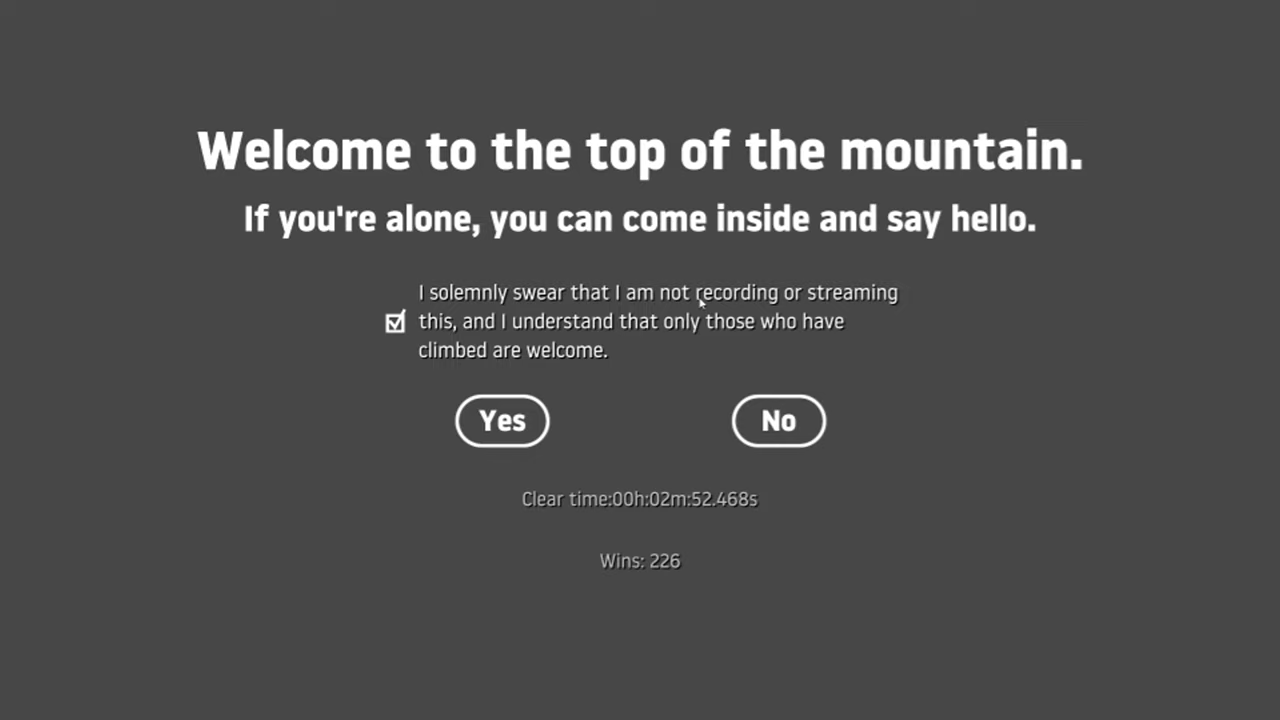 Welcome to the top of the mountain.
If you're alone, you can come inside and say hello.
I solemnly swear that I am not recording or streaming
this, and I understand that only those who have
climbed are welcome.
Yes
No
Clear time:00h:02m:52.468s
Wins: 226